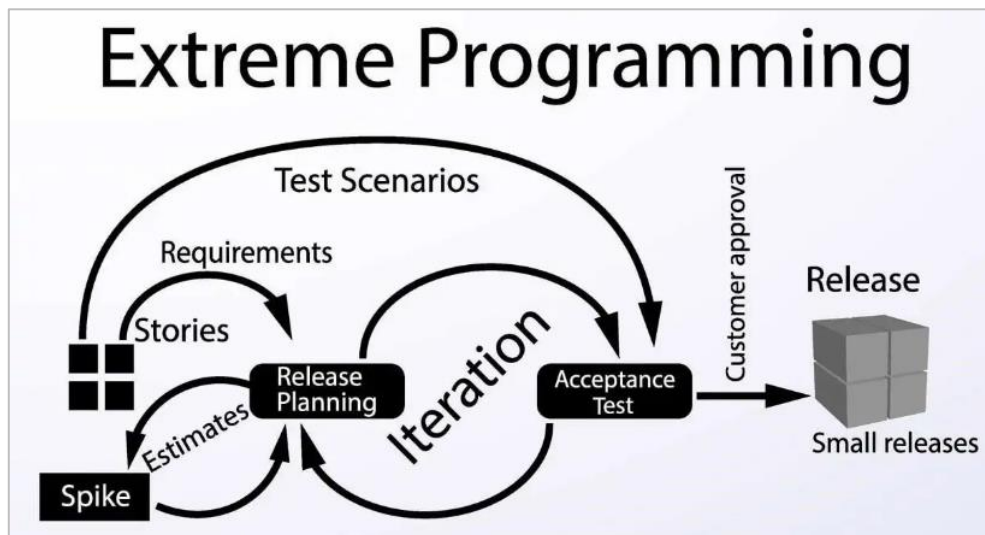 Extreme Programming
Test Scenarios
Requirements
Stories
Release
Planning
Estimates
Spike
Iteration
Acceptance
Test
Customer approval
Release
Small releases